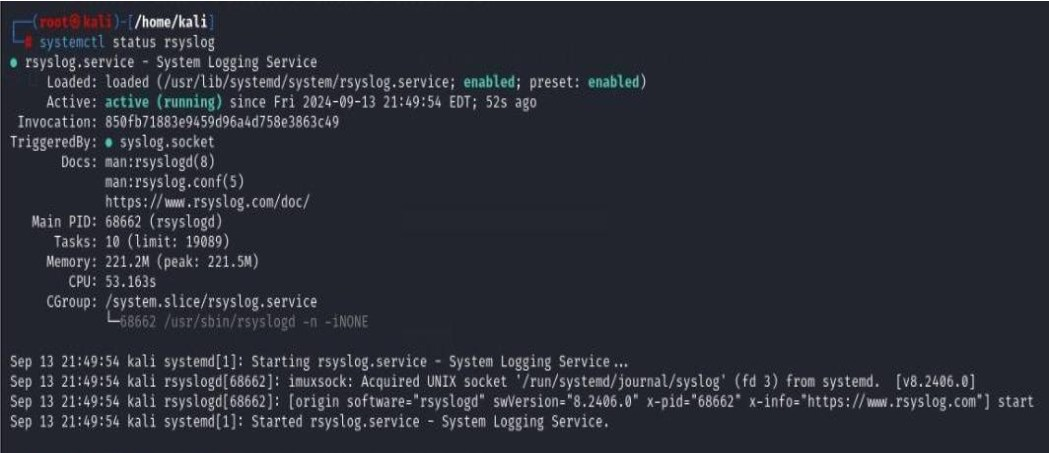 ┌──(root㉿kali)-[/home/kali]
└─# systemctl status rsyslog
● rsyslog.service - System Logging Service
Loaded: loaded (/usr/lib/systemd/system/rsyslog.service; enabled; preset: enabled)
Active: active (running) since Fri 2024-09-13 21:49:54 EDT; 52s ago
Invocation: 850fb71883e9459d96a4d758e3863c49
TriggeredBy: ● syslog.socket
Docs: man:rsyslogd(8)
man:rsyslog.conf(5)
https://www.rsyslog.com/doc/
Main PID: 68662 (rsyslogd)
Tasks: 10 (limit: 19089)
Memory: 221.2M (peak: 221.5M)
CPU: 53.163s
CGroup: /system.slice/rsyslog.service
└─68662 /usr/sbin/rsyslogd -n -iNONE
Sep 13 21:49:54 kali systemd[1]: Starting rsyslog.service - System Logging Service...
Sep 13 21:49:54 kali rsyslogd[68662]: imuxsock: Acquired UNIX socket '/run/systemd/journal/syslog' (fd 3) from systemd. [v8.2406.0]
Sep 13 21:49:54 kali rsyslogd[68662]: [origin software="rsyslogd" swVersion="8.2406.0" x-pid="68662" x-info="https://www.rsyslog.com"] start
Sep 13 21:49:54 kali systemd[1]: Started rsyslog.service - System Logging Service.